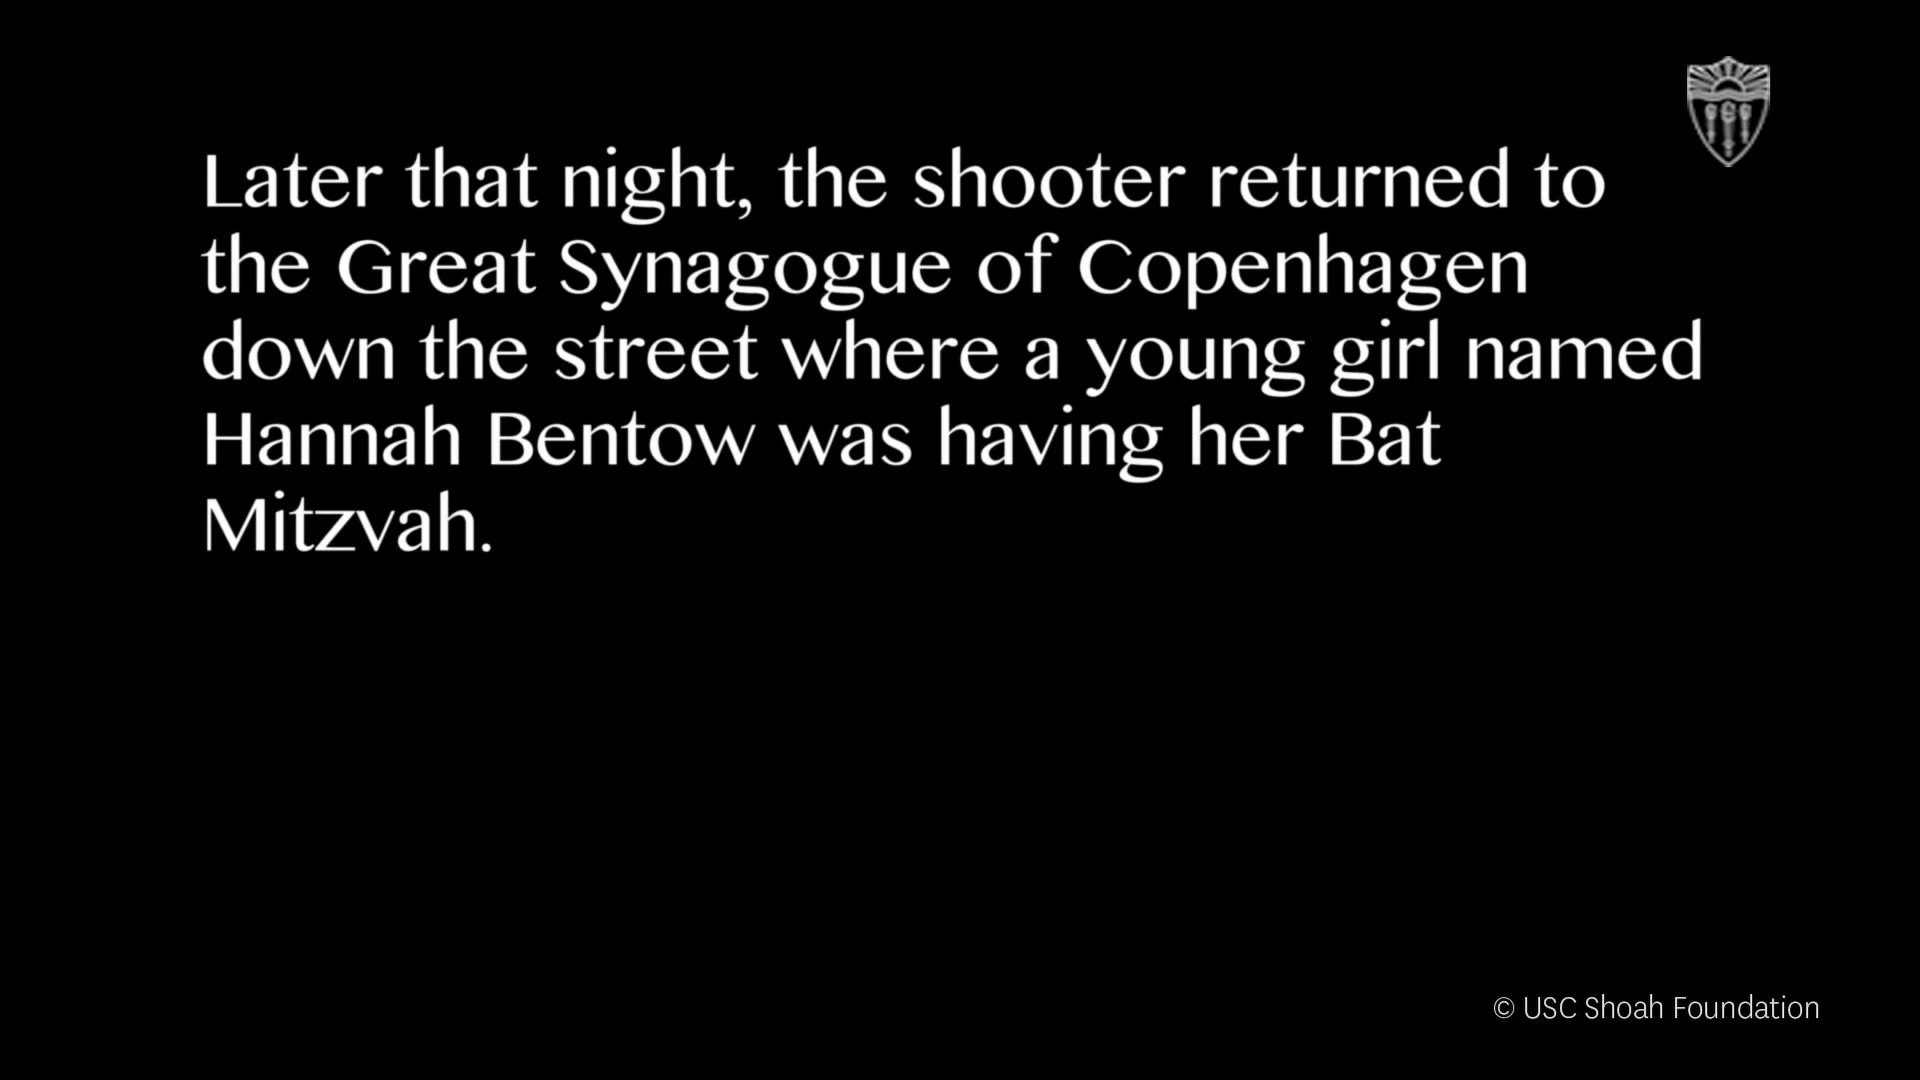 Later that night, the shooter returned to
the Great Synagogue of Copenhagen
down the street where a young girl named
Hannah Bentow was having her Bat
Mitzvah.
© USC Shoah Foundation